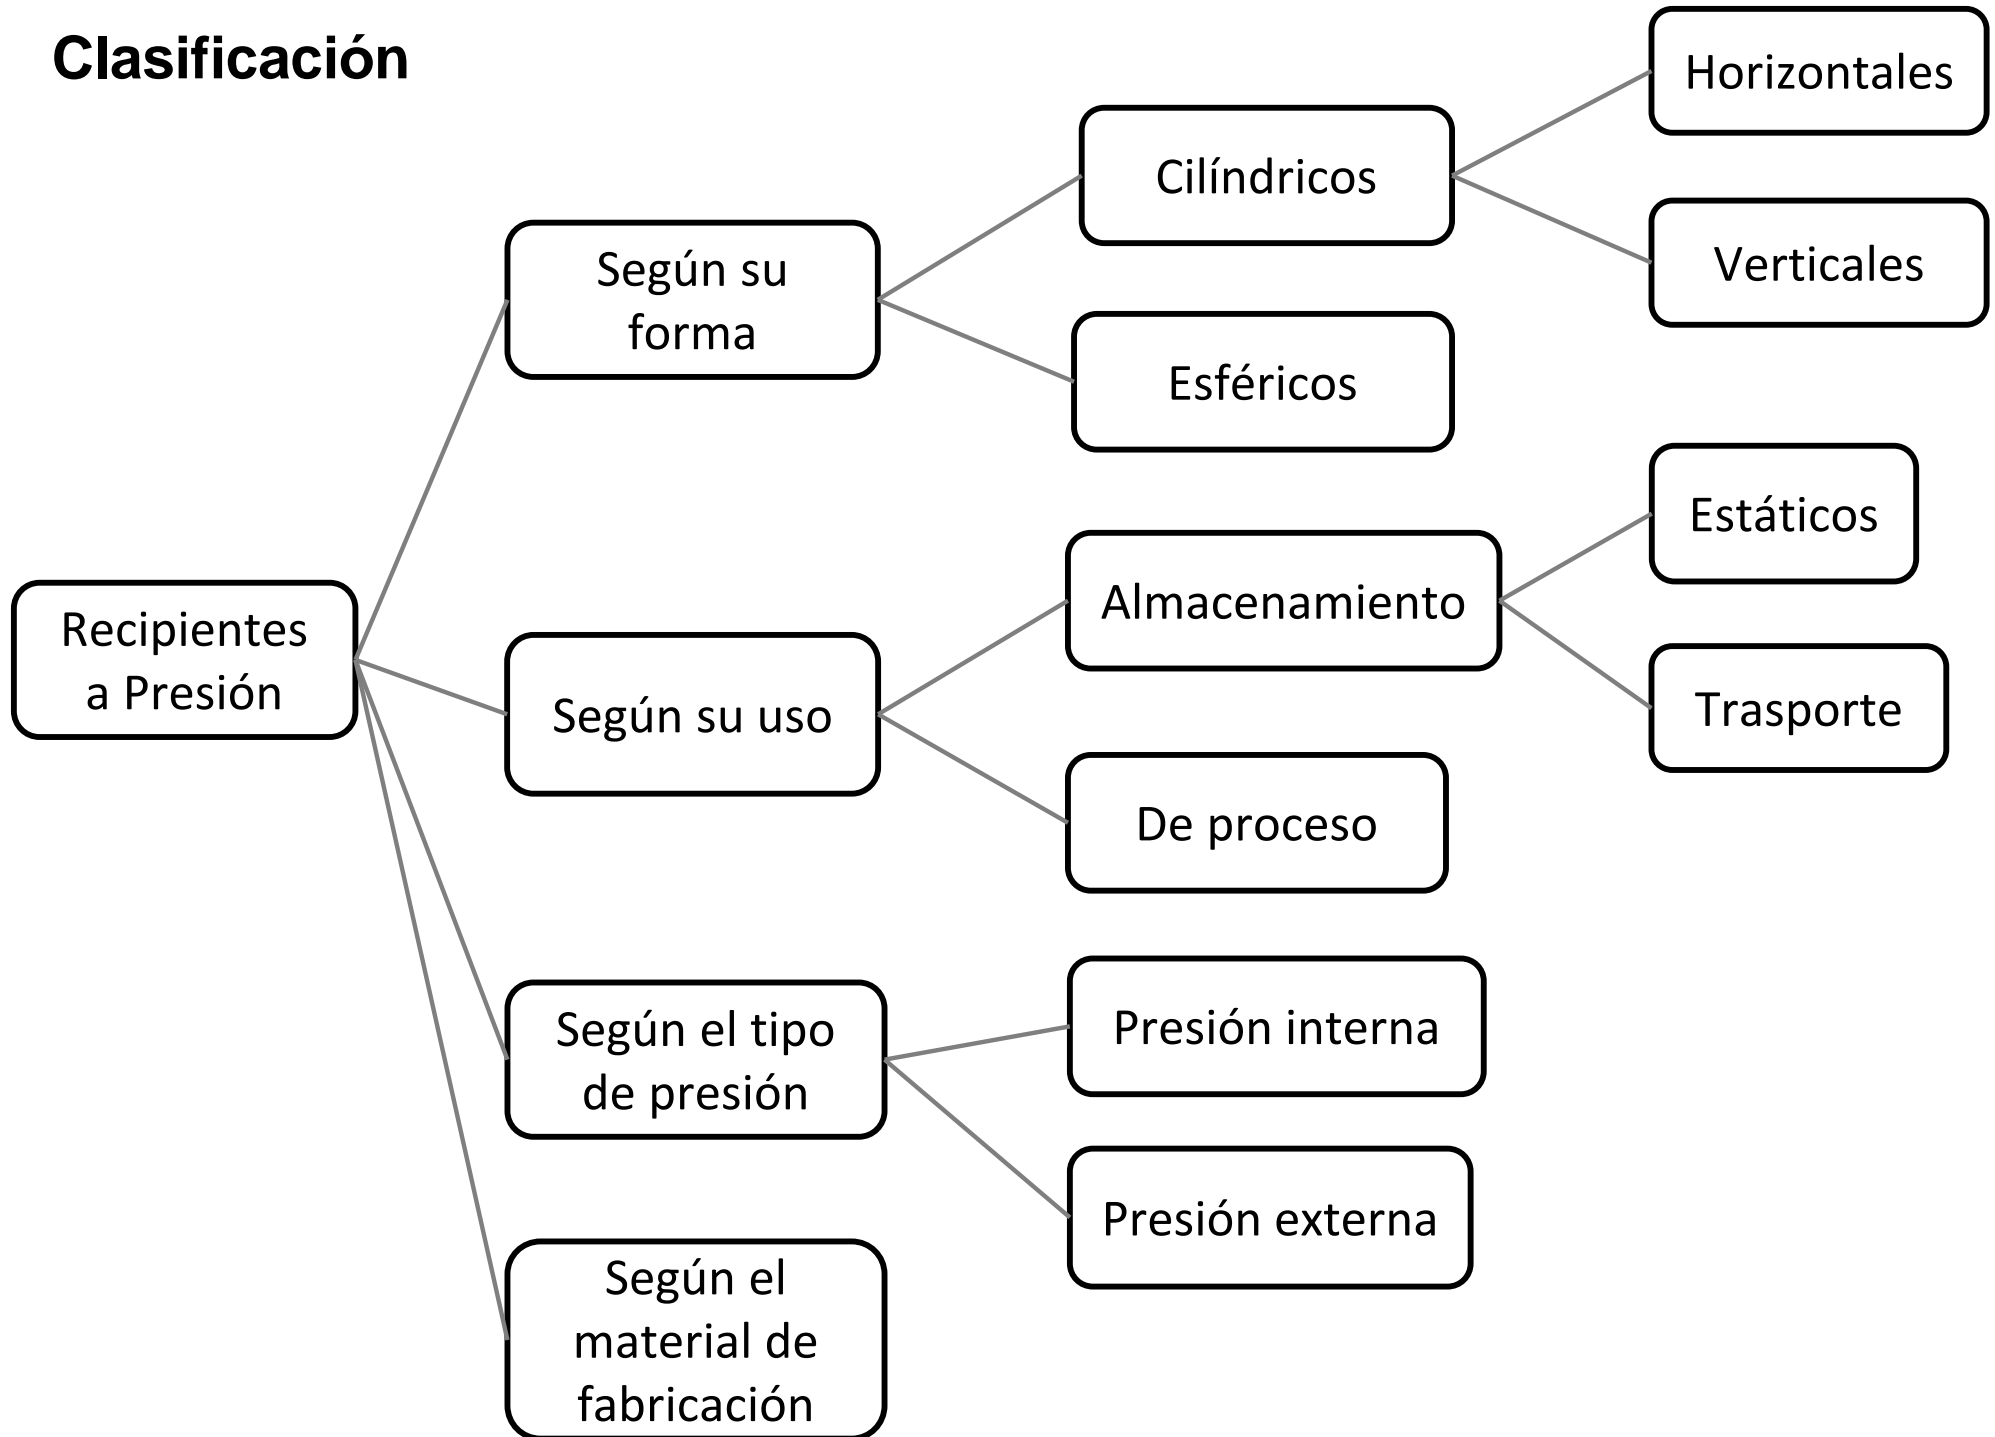 Clasificación
Recipientes
a Presión
Según su
forma
Cilíndricos
Horizontales
Verticales
Esféricos
Según su uso
Almacenamiento
Estáticos
Trasporte
De proceso
Según el tipo
de presión
Presión interna
Presión externa
Según el
material de
fabricación